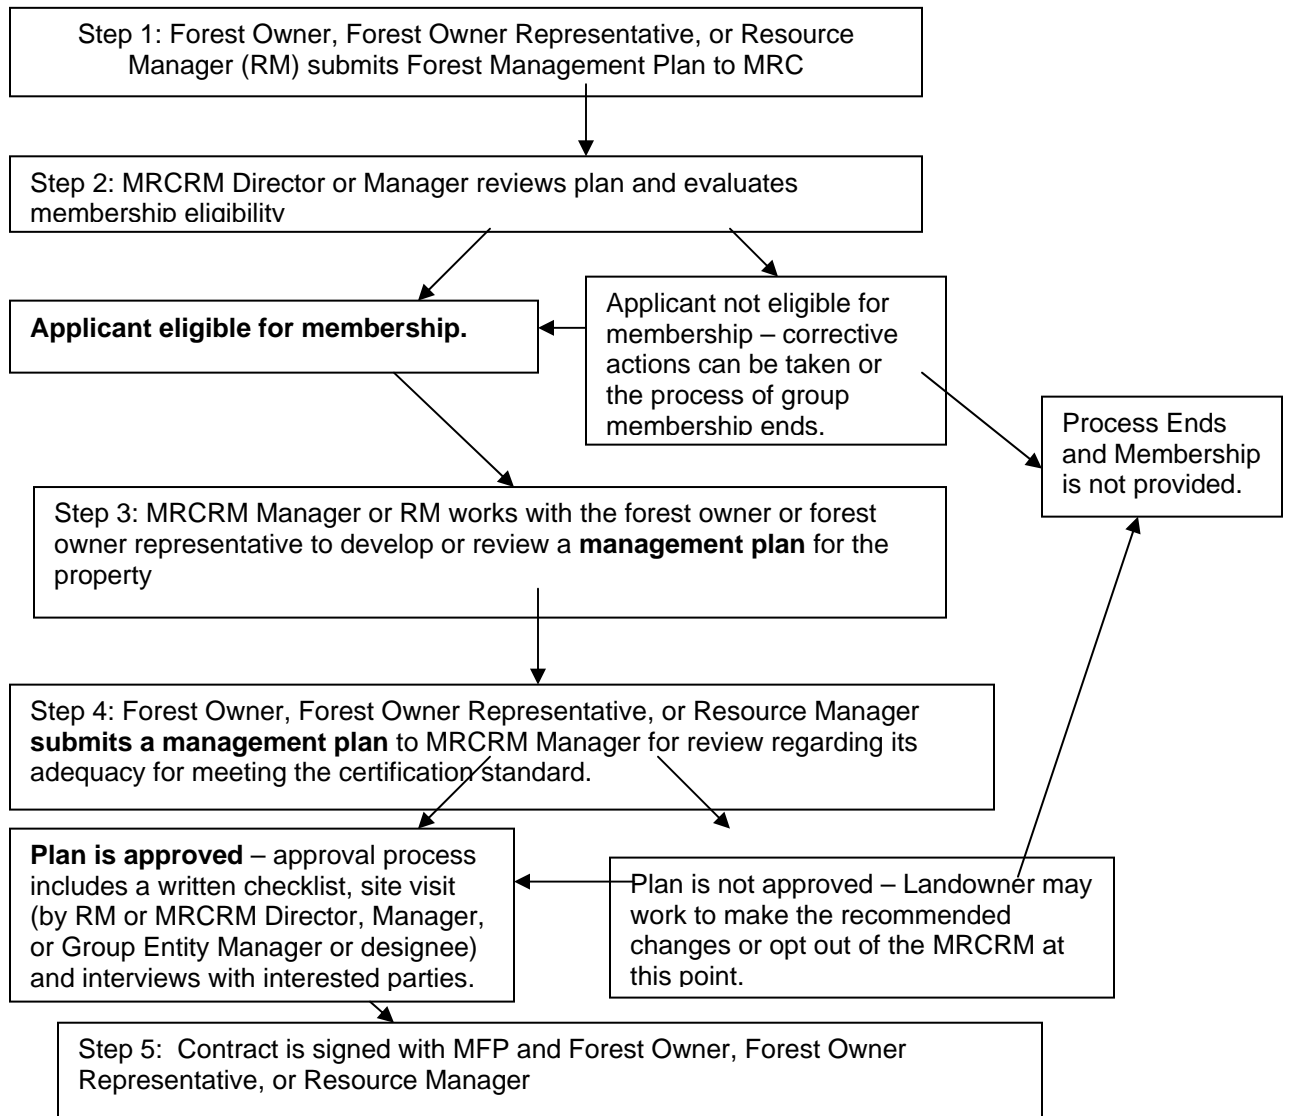 Step 1: Forest Owner, Forest Owner Representative, or Resource
Manager (RM) submits Forest Management Plan to MRC
Step 2: MRCRM Director or Manager reviews plan and evaluates
membership eligibility
Applicant eligible for membership.
Applicant not eligible for
membership – corrective
actions can be taken or
the process of group
membership ends.
Process Ends
and Membership
is not provided.
Step 3: MRCRM Manager or RM works with the forest owner or forest
owner representative to develop or review a management plan for the
property
Step 4: Forest Owner, Forest Owner Representative, or Resource Manager
submits a management plan to MRCRM Manager for review regarding its
adequacy for meeting the certification standard.
Plan is approved – approval process
includes a written checklist, site visit
(by RM or MRCRM Director, Manager,
or Group Entity Manager or designee)
and interviews with interested parties.
Plan is not approved – Landowner may
work to make the recommended
changes or opt out of the MRCRM at
this point.
Step 5:  Contract is signed with MFP and Forest Owner, Forest Owner
Representative, or Resource Manager